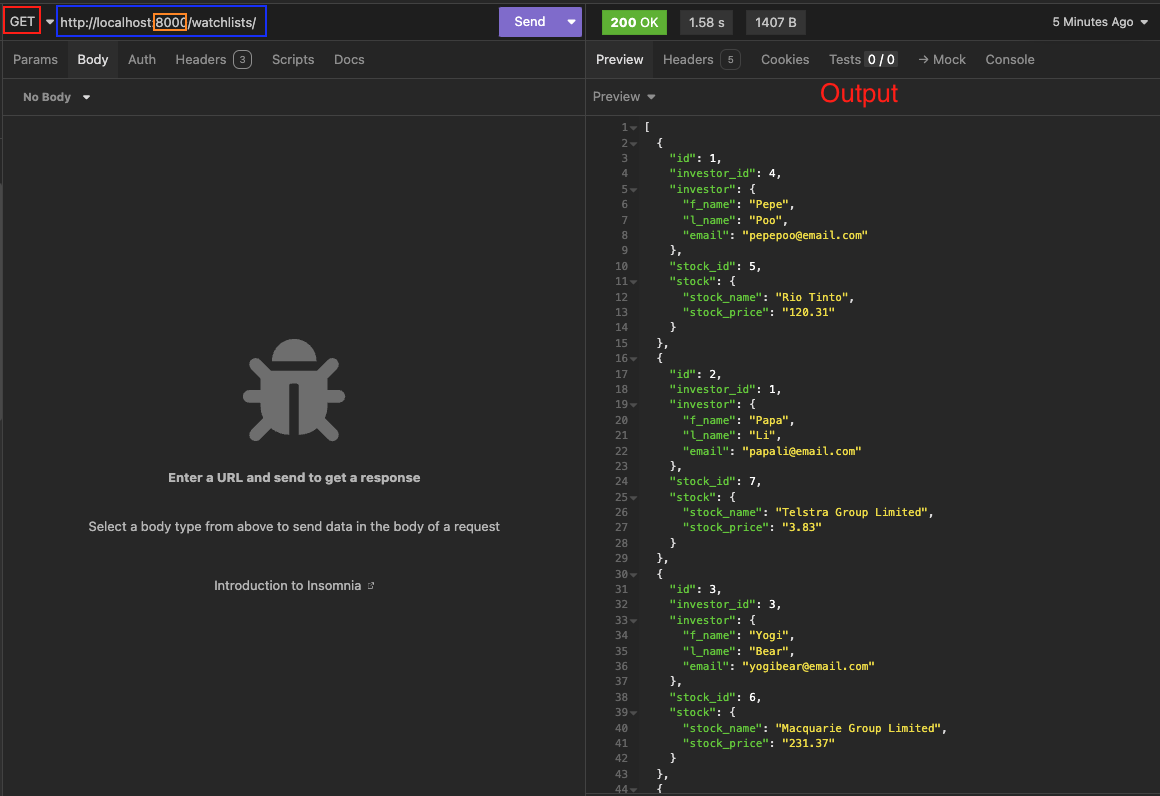 GET http://localhost:8000/watchlists/ Send 200 OK 1.58 s 1407 B 5 Minutes Ago
Params Body Auth Headers 3 Scripts Docs Preview Headers 5 Cookies Tests 0 / 0 → Mock Console
No Body
Preview
Output
Enter a URL and send to get a response
Select a body type from above to send data in the body of a request
Introduction to Insomnia
1 [
2 {
3 "id": 1,
4 "investor_id": 4,
5 "investor": {
6 "f_name": "Pepe",
7 "l_name": "Poo",
8 "email": "pepepoo@email.com"
9 },
10 "stock_id": 5,
11 "stock": {
12 "stock_name": "Rio Tinto",
13 "stock_price": "120.31"
14 }
15 },
16 {
17 "id": 2,
18 "investor_id": 1,
19 "investor": {
20 "f_name": "Papa",
21 "l_name": "Li",
22 "email": "papali@email.com"
23 },
24 "stock_id": 7,
25 "stock": {
26 "stock_name": "Telstra Group Limited",
27 "stock_price": "3.83"
28 }
29 },
30 {
31 "id": 3,
32 "investor_id": 3,
33 "investor": {
34 "f_name": "Yogi",
35 "l_name": "Bear",
36 "email": "yogibear@email.com"
37 },
38 "stock_id": 6,
39 "stock": {
40 "stock_name": "Macquarie Group Limited",
41 "stock_price": "231.37"
42 }
43 },
44 {